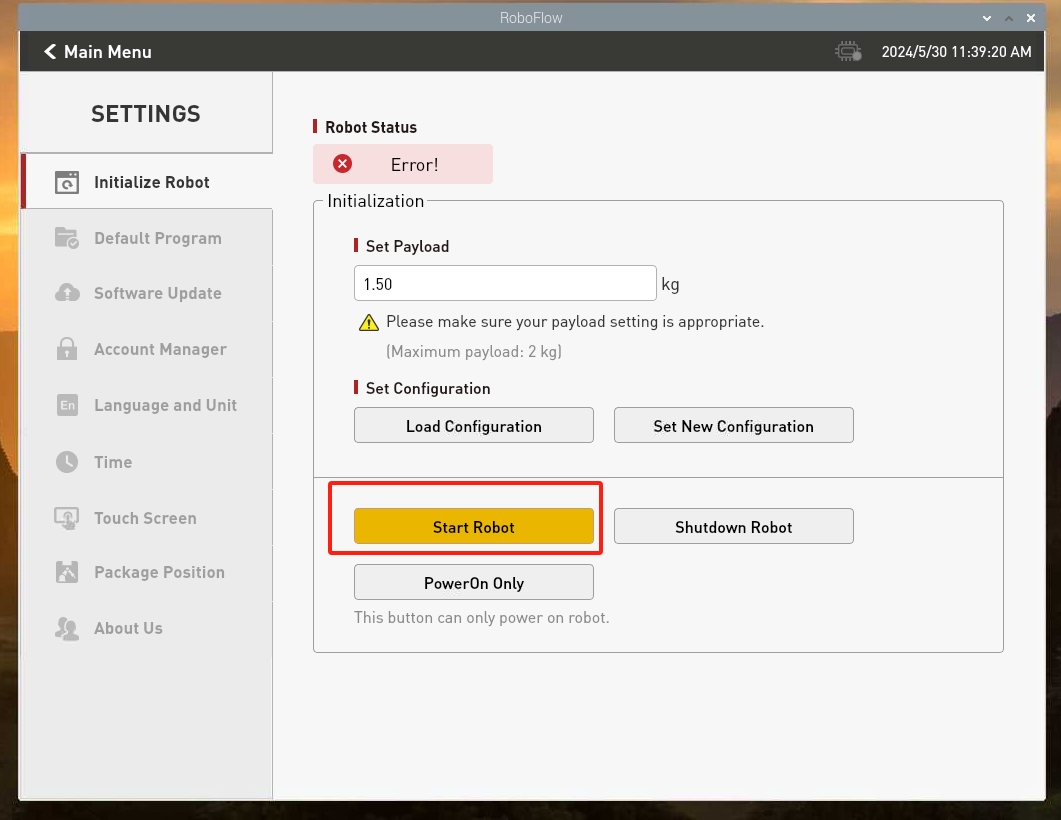 RoboFlow
Main Menu
2024/5/30 11:39:20 AM
SETTINGS
Initialize Robot
Default Program
Software Update
Account Manager
En
Language and Unit
Time
Touch Screen
Package Position
About Us
Robot Status
Error!
Initialization
Set Payload
1.50
kg
Please make sure your payload setting is appropriate.
(Maximum payload: 2 kg)
Set Configuration
Load Configuration
Set New Configuration
Start Robot
Shutdown Robot
PowerOn Only
This button can only power on robot.